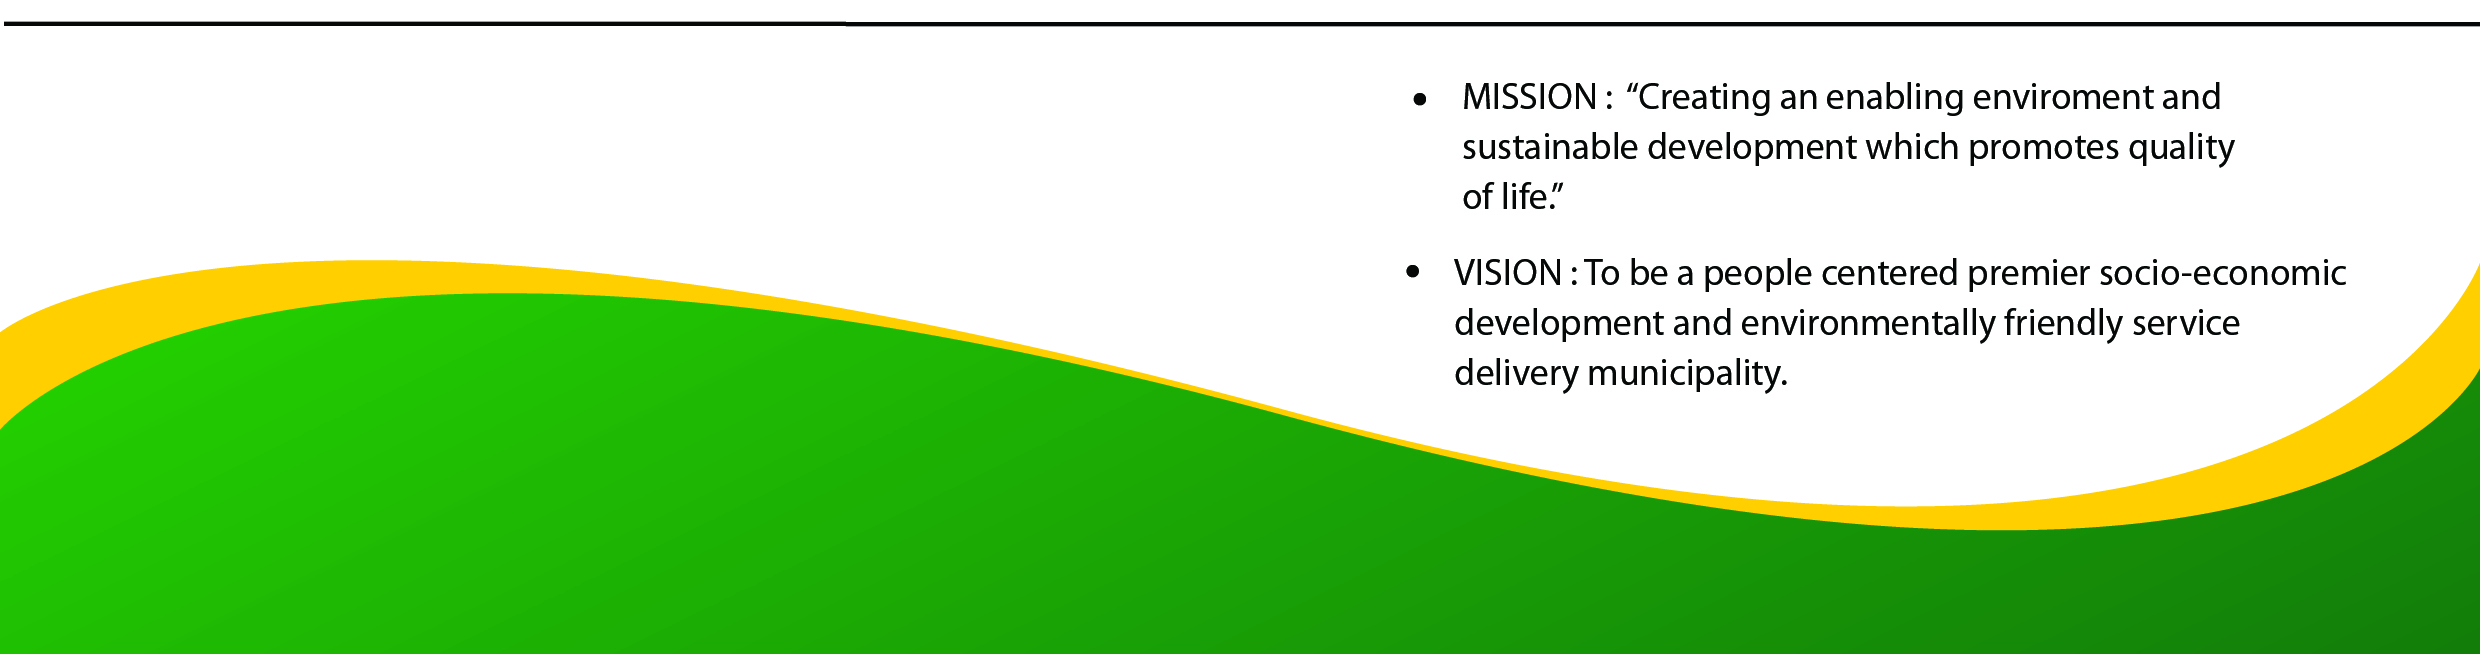 • MISSION : “Creating an enabling enviroment and
sustainable development which promotes quality
of life.”
• VISION : To be a people centered premier socio-economic
development and environmentally friendly service
delivery municipality.